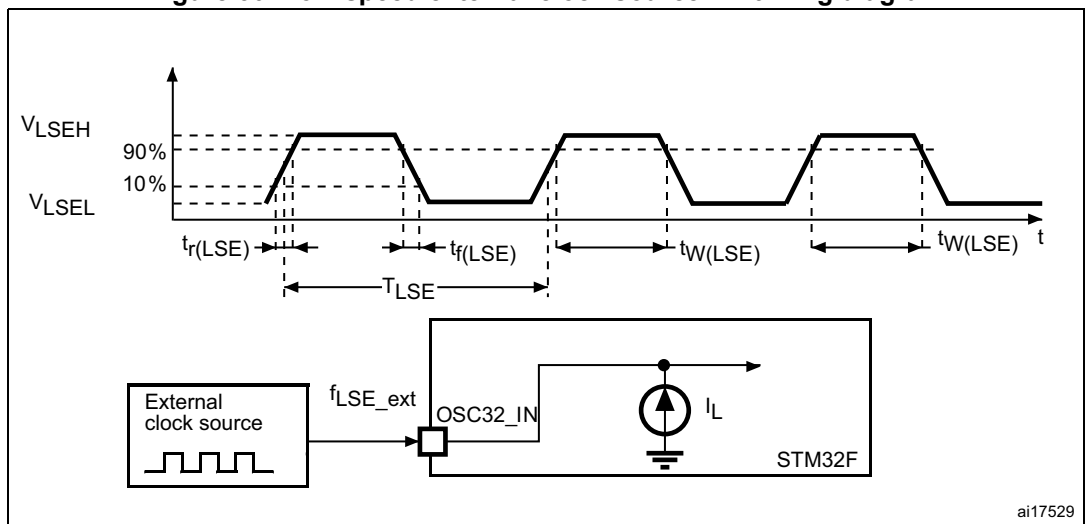 VLSEH
90%
10%
VLSEL
tr(LSE)
tf(LSE)
tW(LSE)
tW(LSE)
t
TLSE
External
clock source
fLSE_ext
OSC32_IN
IL
STM32F
ai17529